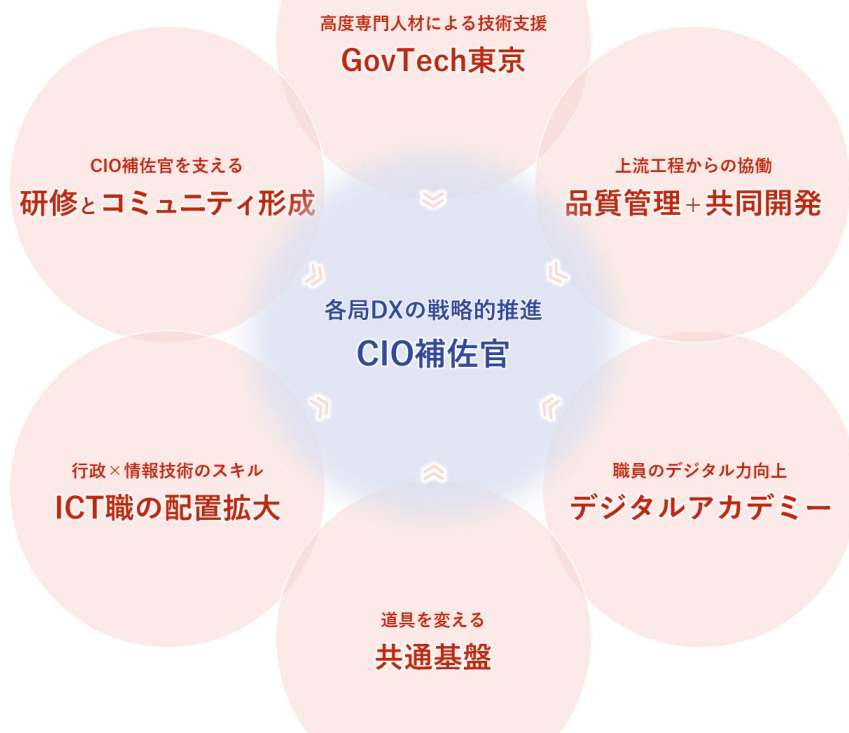 高度専門人材による技術支援
GovTech東京
CIO補佐官を支える
研修とコミュニティ形成
上流工程からの協働
品質管理+共同開発
各局DXの戦略的推進
CIO補佐官
行政×情報技術のスキル
ICT職の配置拡大
職員のデジタル力向上
デジタルアカデミー
道具を変える
共通基盤